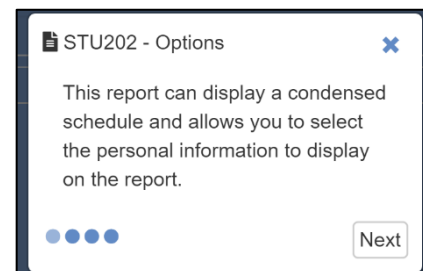 STU202 - Options
This report can display a condensed
schedule and allows you to select
the personal information to display
on the report.
Next